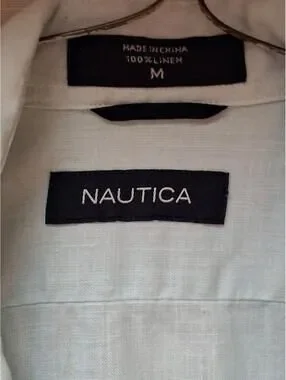 MADE IN CHINA
100% LINEN
M
NAUTICA